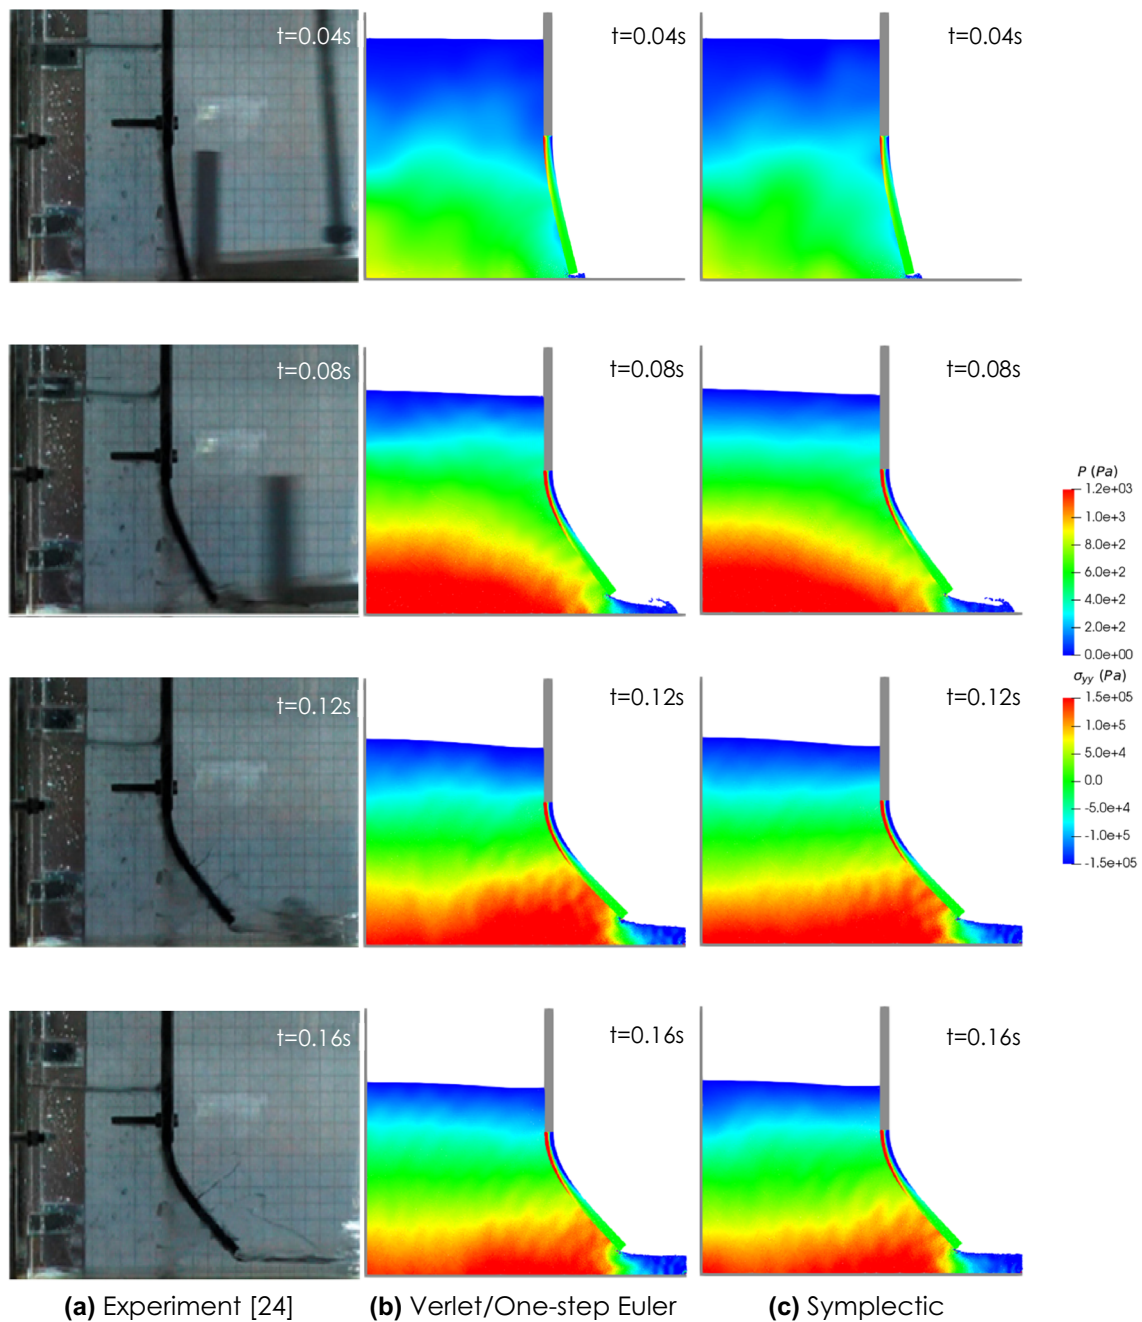 t=0.04s
t=0.04s
t=0.04s
t=0.08s
t=0.08s
t=0.08s
P (Pa)
1.2e+03
1.0e+3
8.0e+2
6.0e+2
4.0e+2
2.0e+2
0.0e+00
σyy (Pa)
1.5e+05
1.0e+5
5.0e+4
0.0
-5.0e+4
-1.0e+5
-1.5e+05
t=0.12s
t=0.12s
t=0.12s
t=0.16s
t=0.16s
t=0.16s
(a) Experiment [24]
(b) Verlet/One-step Euler
(c) Symplectic